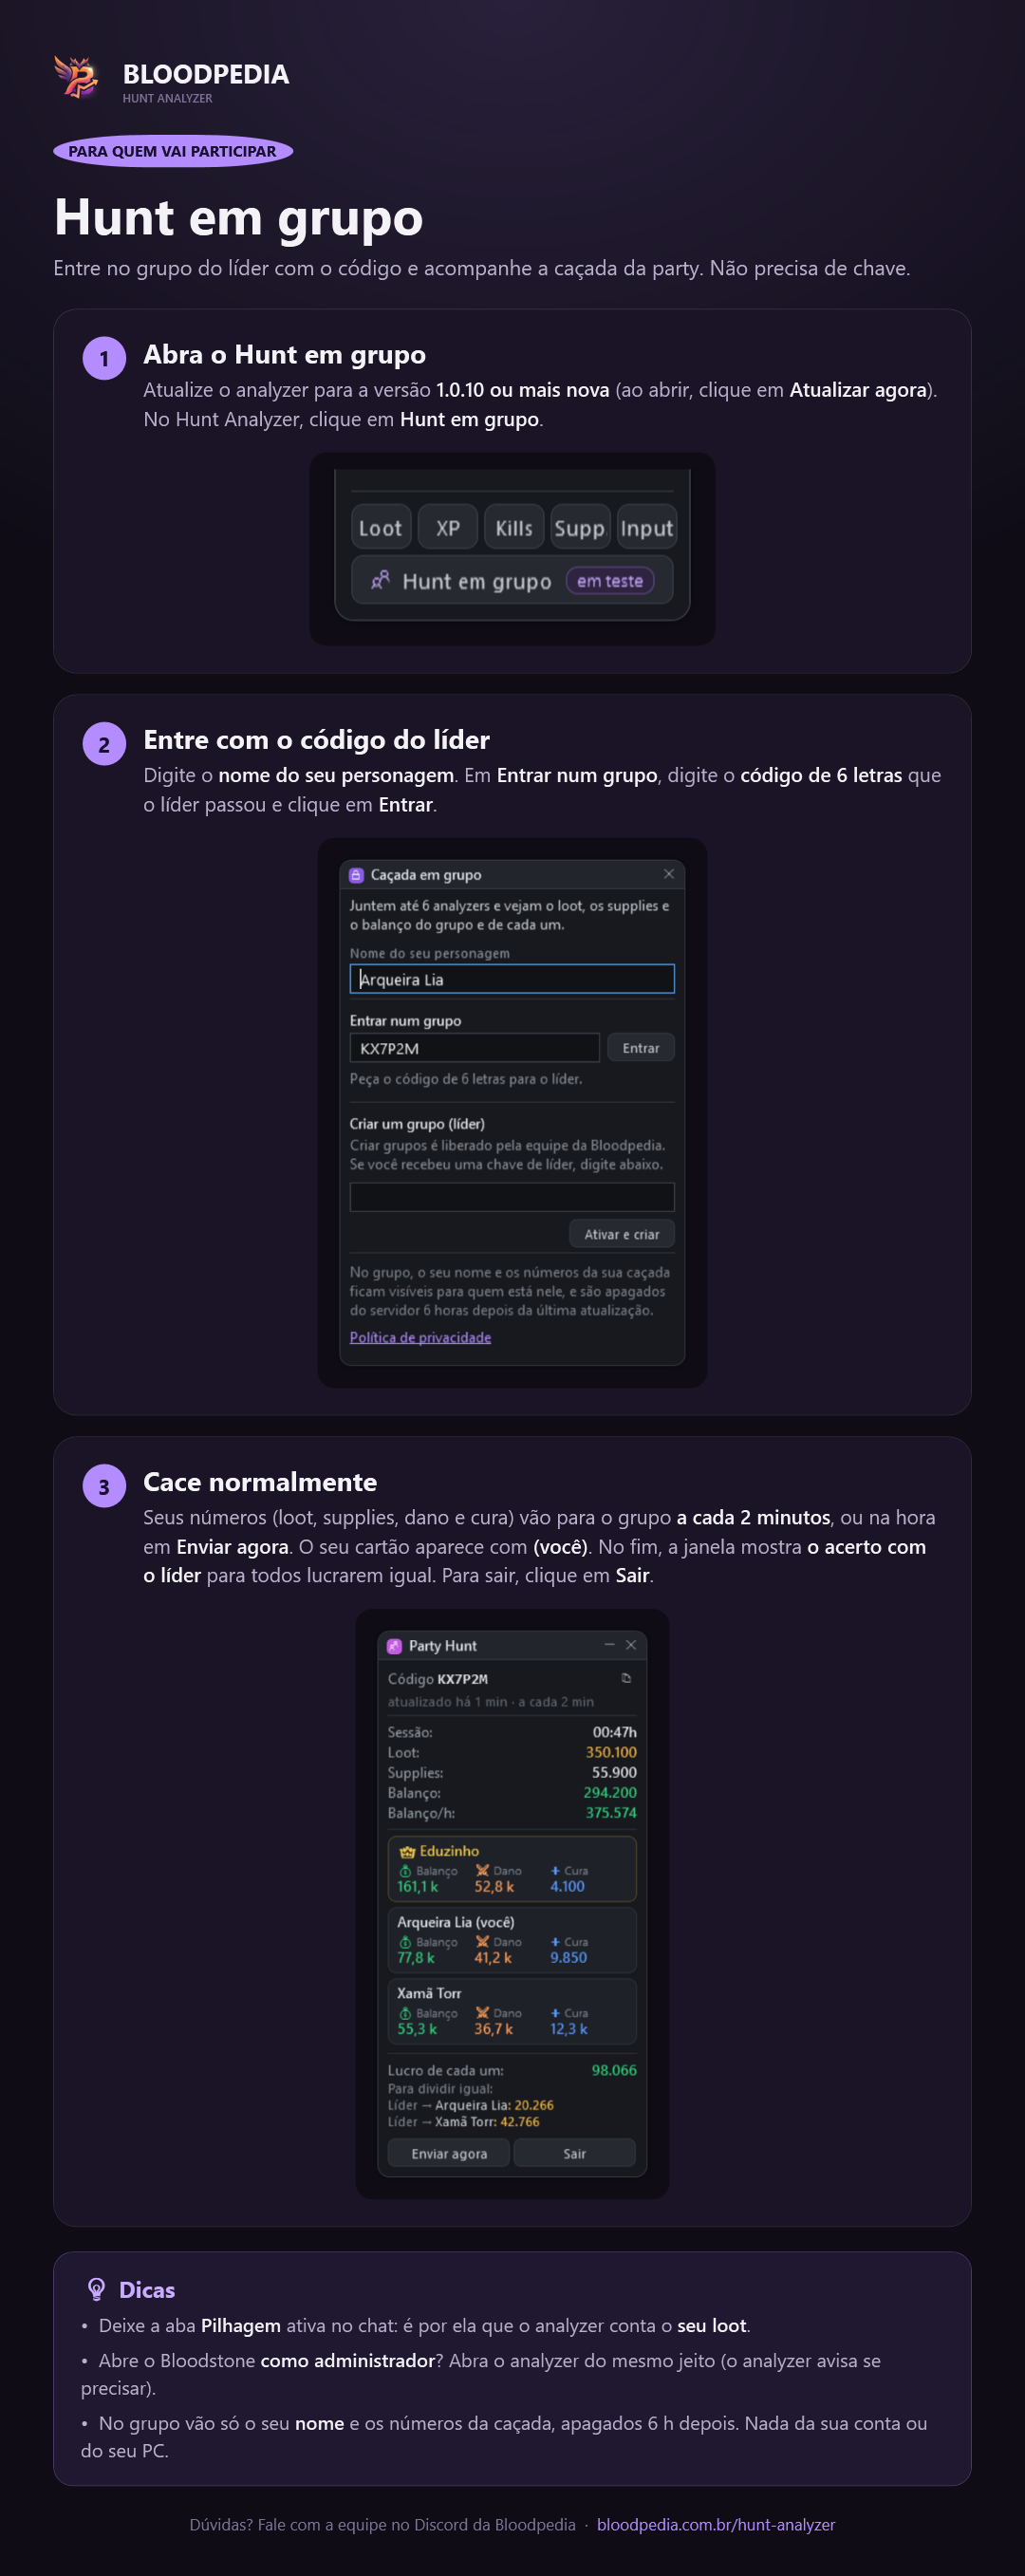 BLOODPEDIA
HUNT ANALYZER
PARA QUEM VAI PARTICIPAR
Hunt em grupo
Entre no grupo do líder com o código e acompanhe a caçada da party. Não precisa de chave.
1
Abra o Hunt em grupo
Atualize o analyzer para a versão 1.0.10 ou mais nova (ao abrir, clique em Atualizar agora).
No Hunt Analyzer, clique em Hunt em grupo.
Loot XP Kills Supp. Input
Hunt em grupo em teste
2
Entre com o código do líder
Digite o nome do seu personagem. Em Entrar num grupo, digite o código de 6 letras que
o líder passou e clique em Entrar.
Caçada em grupo
Juntem até 6 analyzers e vejam o loot, os supplies e
o balanço do grupo e de cada um.
Nome do seu personagem
Arqueira Lia
Entrar num grupo
KX7P2M Entrar
Peça o código de 6 letras para o líder.
Criar um grupo (líder)
Criar grupos é liberado pela equipe da Bloodpedia.
Se você recebeu uma chave de líder, digite abaixo.
Ativar e criar
No grupo, o seu nome e os números da sua caçada
ficam visíveis para quem está nele, e são apagados
do servidor 6 horas depois da última atualização.
Política de privacidade
3
Cace normalmente
Seus números (loot, supplies, dano e cura) vão para o grupo a cada 2 minutos, ou na hora
em Enviar agora. O seu cartão aparece com (você). No fim, a janela mostra o acerto com
o líder para todos lucrarem igual. Para sair, clique em Sair.
Party Hunt
Código KX7P2M
atualizado há 1 min · a cada 2 min
Sessão: 00:47h
Loot: 350.100
Supplies: 55.900
Balanço: 294.200
Balanço/h: 375.574
Eduzinho
Balanço Dano Cura
161,1 k 52,8 k 4.100
Arqueira Lia (você)
Balanço Dano Cura
77,8 k 41,2 k 9.850
Xamã Torr
Balanço Dano Cura
55,3 k 36,7 k 12,3 k
Lucro de cada um: 98.066
Para dividir igual:
Líder → Arqueira Lia: 20.266
Líder → Xamã Torr: 42.766
Enviar agora Sair
Dicas
• Deixe a aba Pilhagem ativa no chat: é por ela que o analyzer conta o seu loot.
• Abre o Bloodstone como administrador? Abra o analyzer do mesmo jeito (o analyzer avisa se
precisar).
• No grupo vão só o seu nome e os números da caçada, apagados 6 h depois. Nada da sua conta ou
do seu PC.
Dúvidas? Fale com a equipe no Discord da Bloodpedia · bloodpedia.com.br/hunt-analyzer